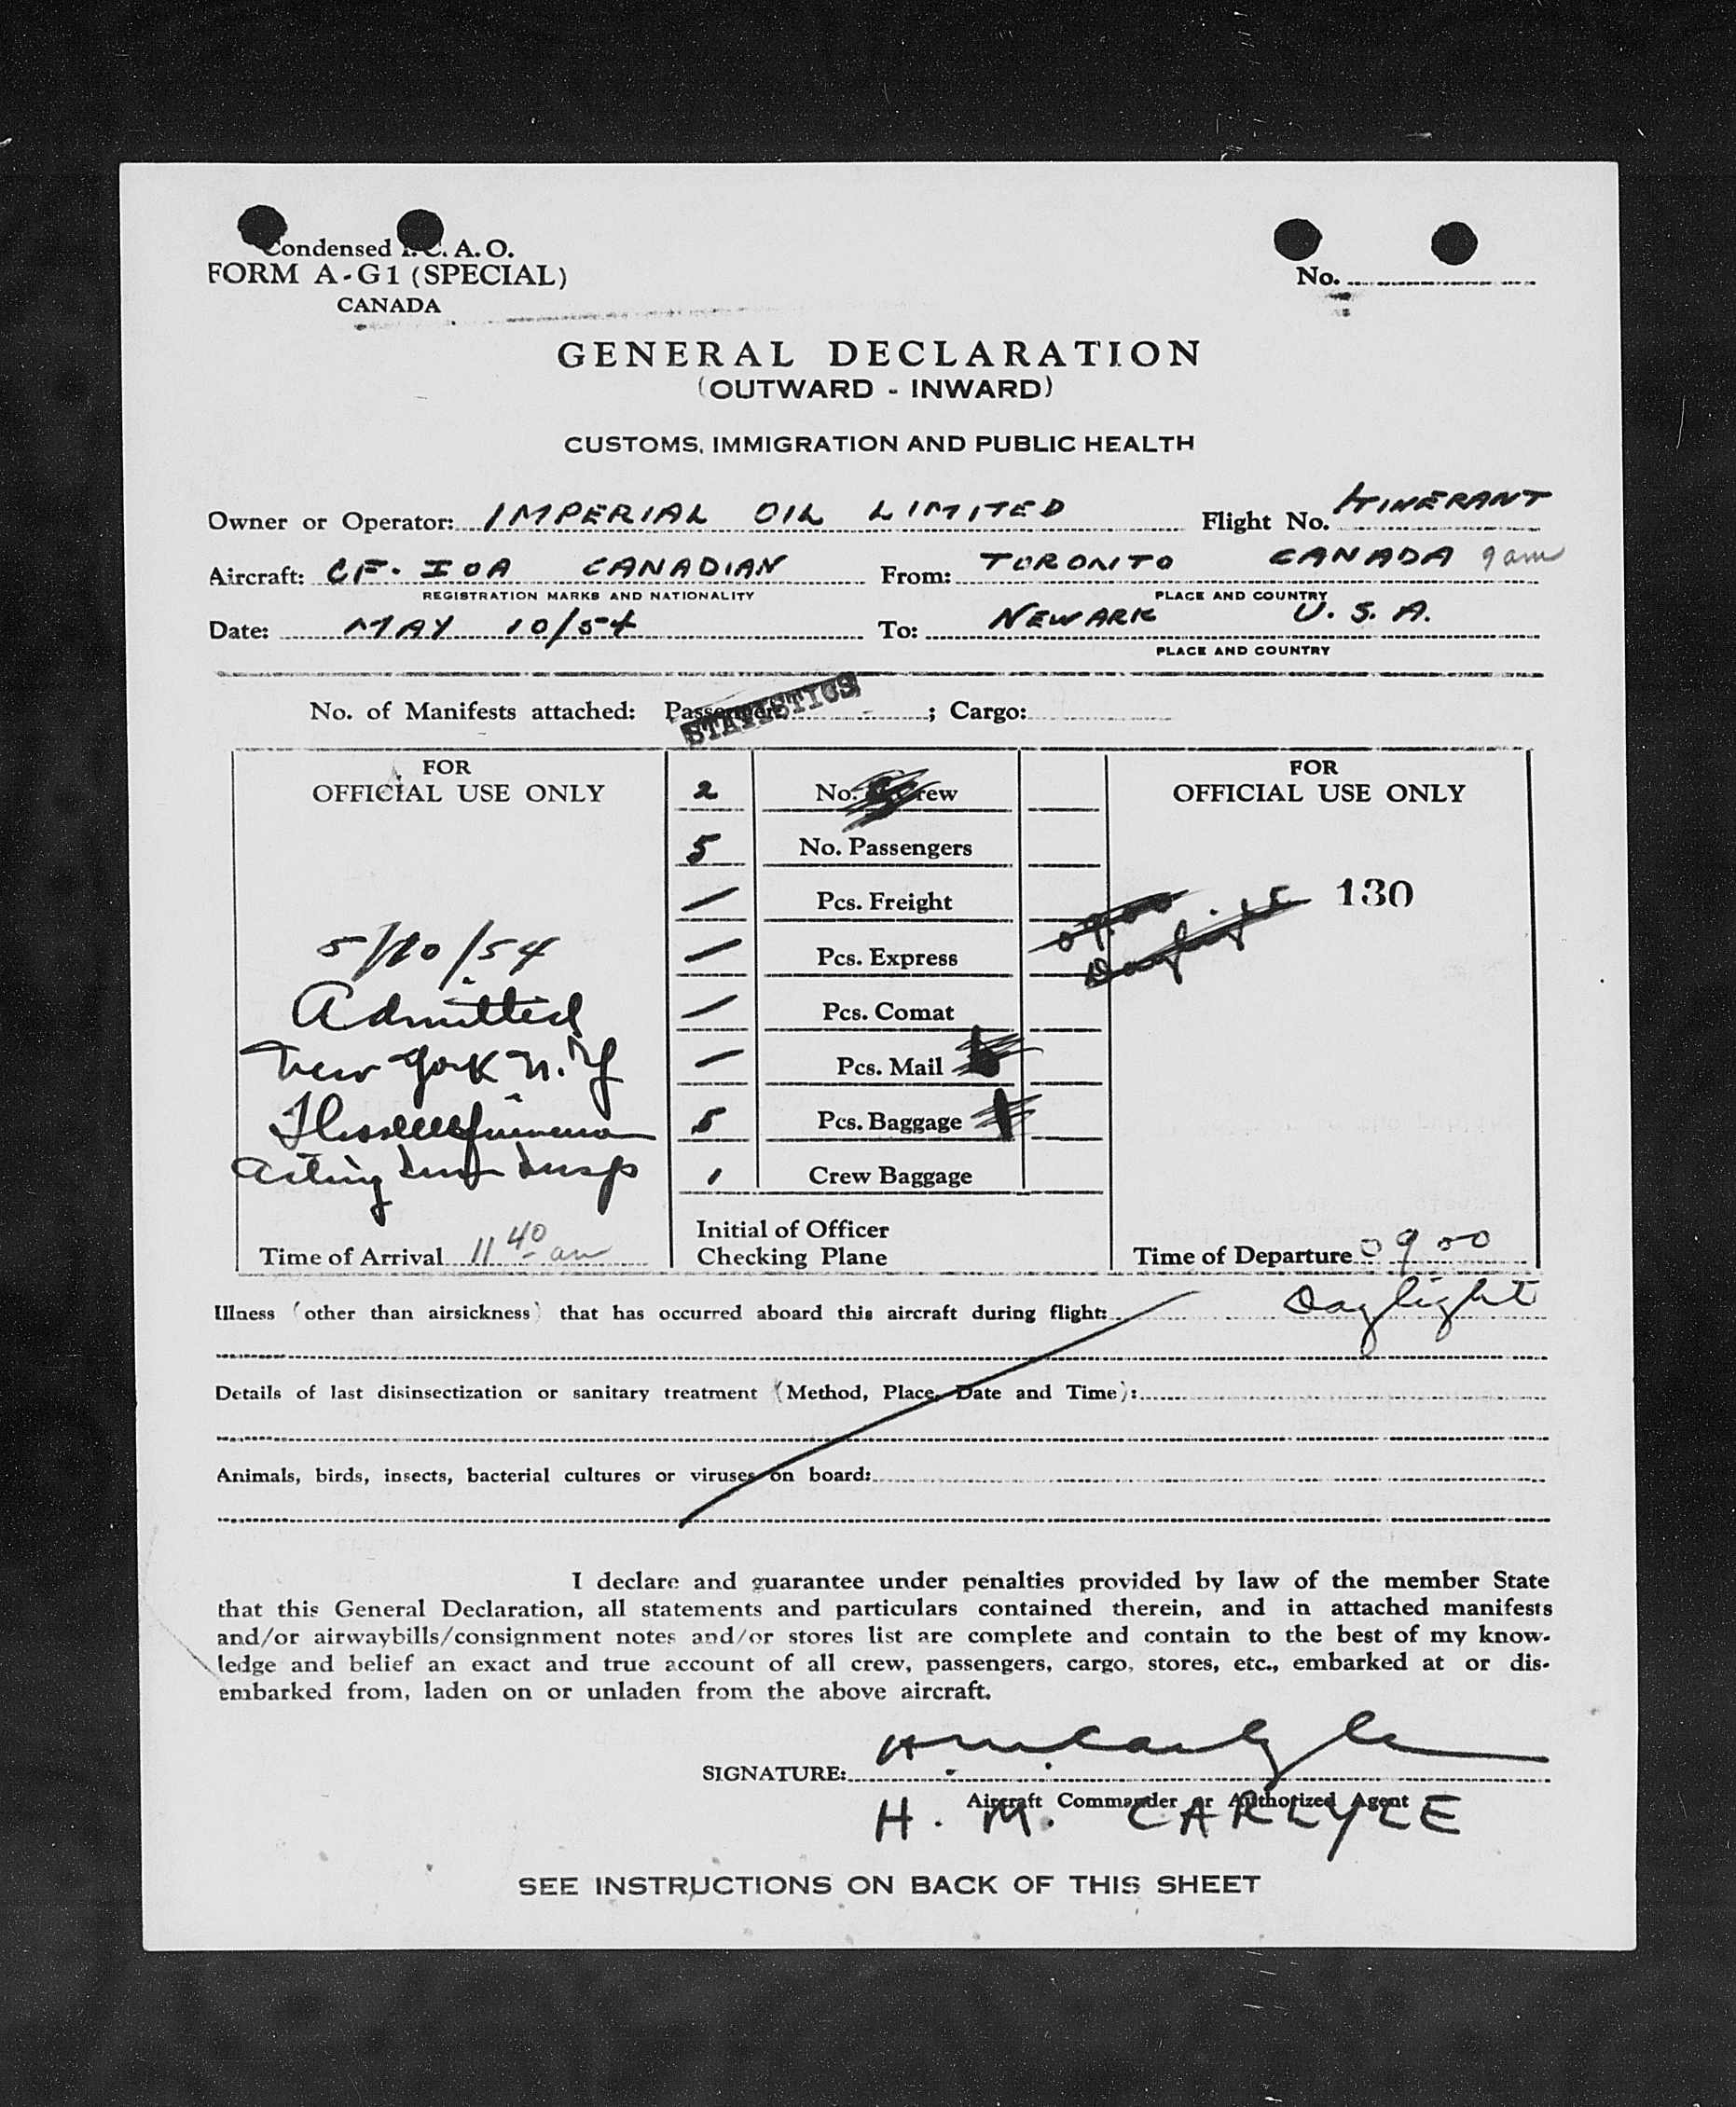 Condensed I.C.A.O.
FORM A-G1 (SPECIAL)
CANADA
No.
GENERAL DECLARATION
(OUTWARD - INWARD)
CUSTOMS, IMMIGRATION AND PUBLIC HEALTH
Owner or Operator: IMPERIAL OIL LIMITED Flight No. ITINERANT
Aircraft: CF-IOA CANADIAN From: TORONTO CANADA 9am
REGISTRATION MARKS AND NATIONALITY PLACE AND COUNTRY
Date: MAY 10/54 To: NEWARK U.S.A.
PLACE AND COUNTRY
No. of Manifests attached: Passenger: ; Cargo:
STATISTICS
FOR OFFICIAL USE ONLY
2 No. Crew
5 No. Passengers
/ Pcs. Freight
/ Pcs. Express
/ Pcs. Comat
/ Pcs. Mail
5 Pcs. Baggage
1 Crew Baggage
5/10/54
Admitted
New York N.Y
Acting Imm Insp
Time of Arrival 11 40 am
Initial of Officer
Checking Plane
FOR
OFFICIAL USE ONLY
130
09.00
Daylight
Time of Departure 09 00
Daylight
Illness (other than airsickness) that has occurred aboard this aircraft during flight:
Details of last disinsectization or sanitary treatment (Method, Place, Date and Time):
Animals, birds, insects, bacterial cultures or viruses on board:
I declare and guarantee under penalties provided by law of the member State
that this General Declaration, all statements and particulars contained therein, and in attached manifests
and/or airwaybills/consignment notes and/or stores list are complete and contain to the best of my know-
ledge and belief an exact and true account of all crew, passengers, cargo, stores, etc., embarked at or dis-
embarked from, laden on or unladen from the above aircraft.
SIGNATURE: H.M. Carlyle
Aircraft Commander or Authorized Agent
H. M. CARLYLE
SEE INSTRUCTIONS ON BACK OF THIS SHEET